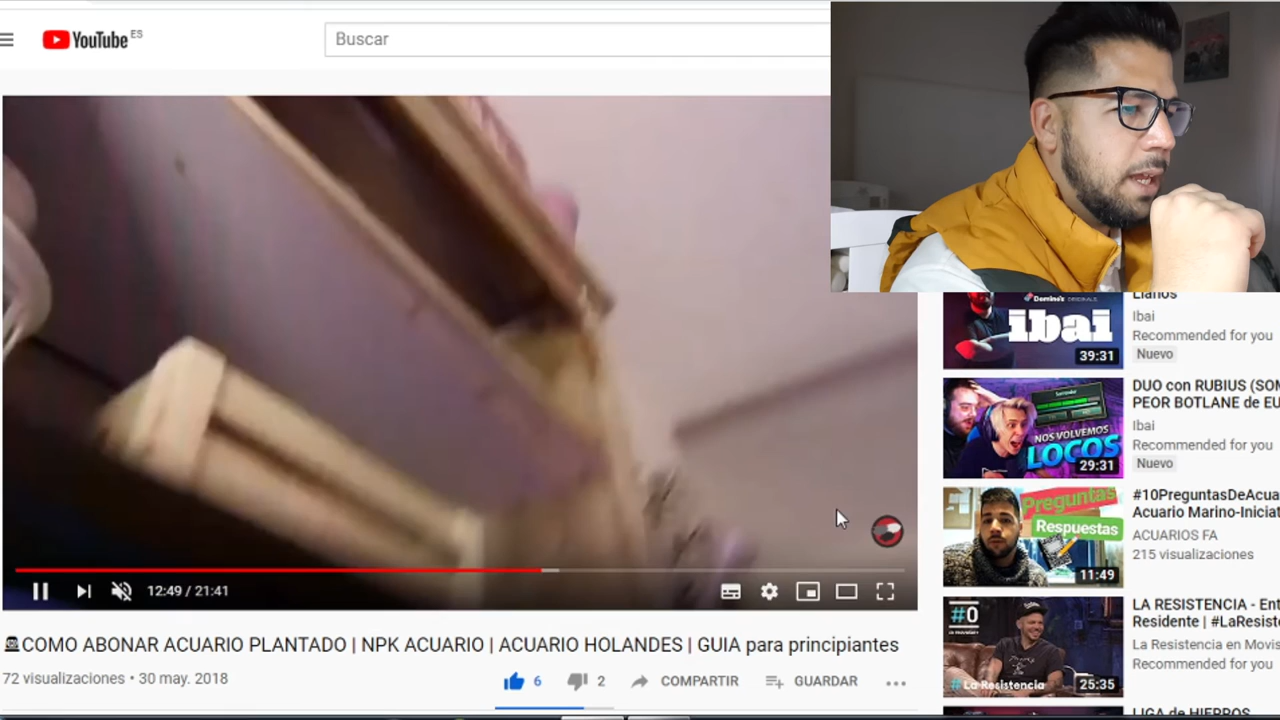 YouTube ES
Buscar
12:49 / 21:41
COMO ABONAR ACUARIO PLANTADO | NPK ACUARIO | ACUARIO HOLANDES | GUIA para principiantes
72 visualizaciones • 30 may. 2018
6
2
COMPARTIR
GUARDAR
Domino's
ibai
39:31
Llanos
Ibai
Recommended for you
Nuevo
NOS VOLVEMOS
LOCOS
29:31
DUO con RUBIUS (SOM
PEOR BOTLANE de EU
Ibai
Recommended for you
Nuevo
Preguntas
Respuestas
11:49
#10PreguntasDeAcua
Acuario Marino-Iniciat
ACUARIOS FA
215 visualizaciones
#0
#La Resistencia
25:35
LA RESISTENCIA - Ent
Residente | #LaResiste
La Resistencia en Movis
Recommended for you
LIGA de HIERROS